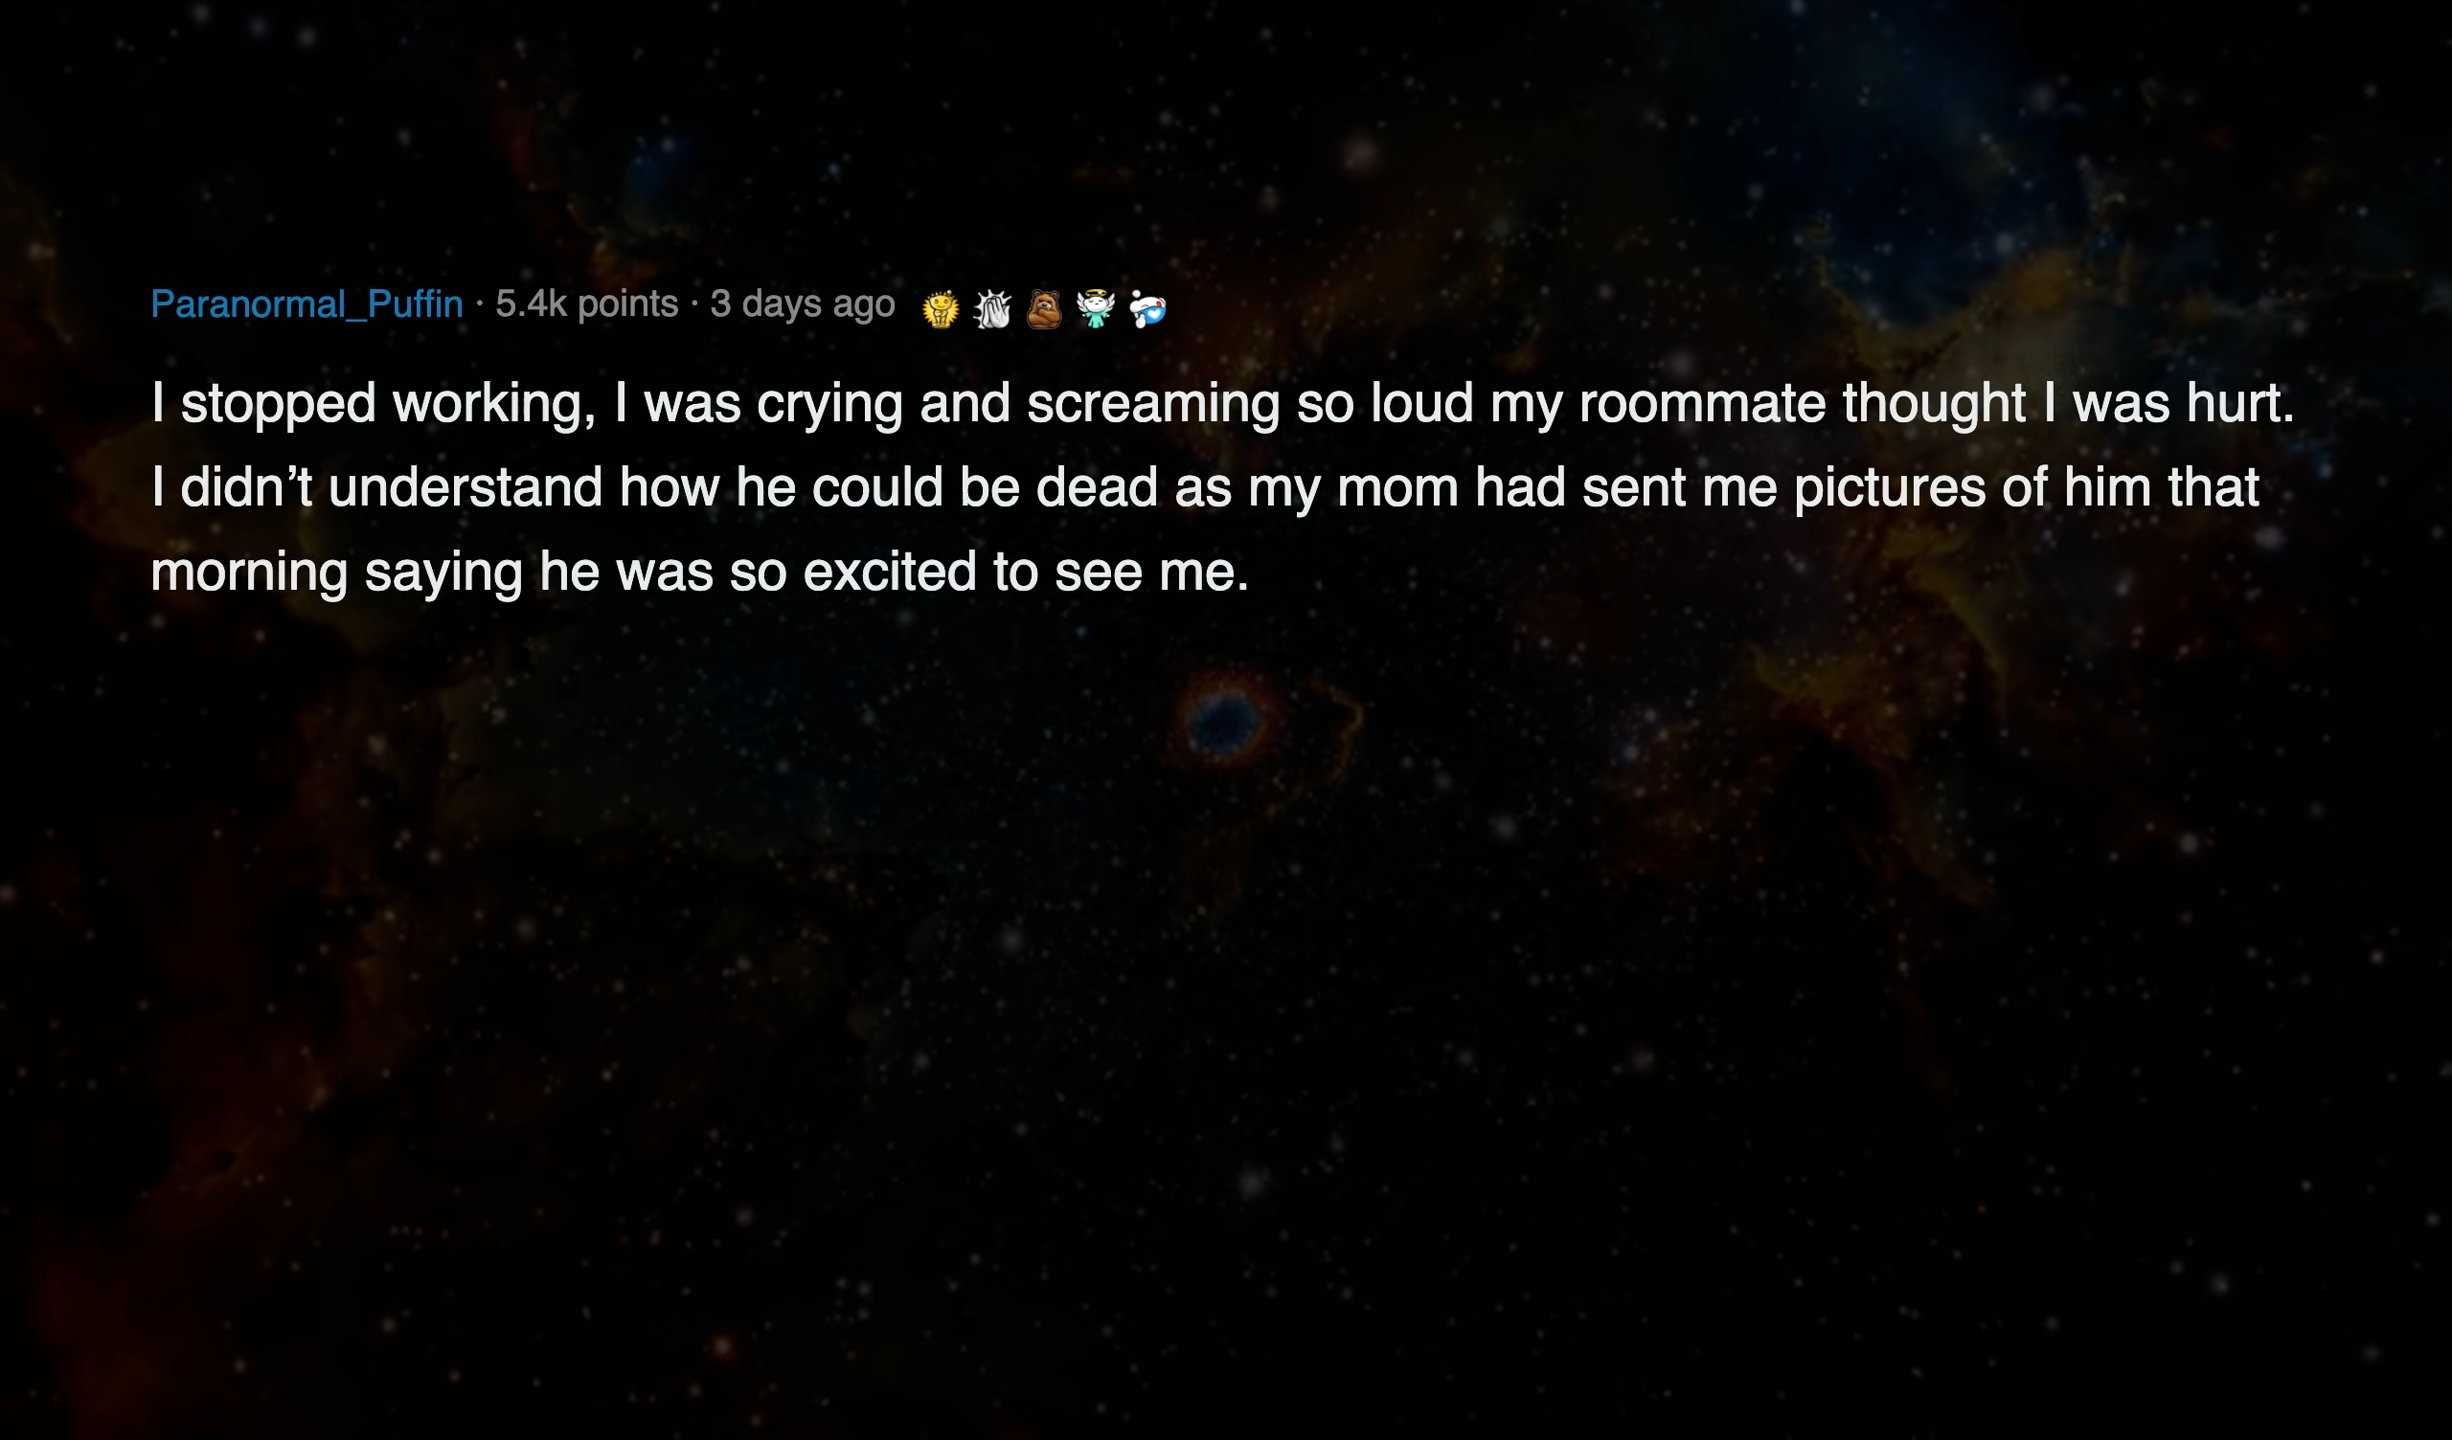 Paranormal_Puffin · 5.4k points · 3 days ago
I stopped working, I was crying and screaming so loud my roommate thought I was hurt.
I didn’t understand how he could be dead as my mom had sent me pictures of him that
morning saying he was so excited to see me.